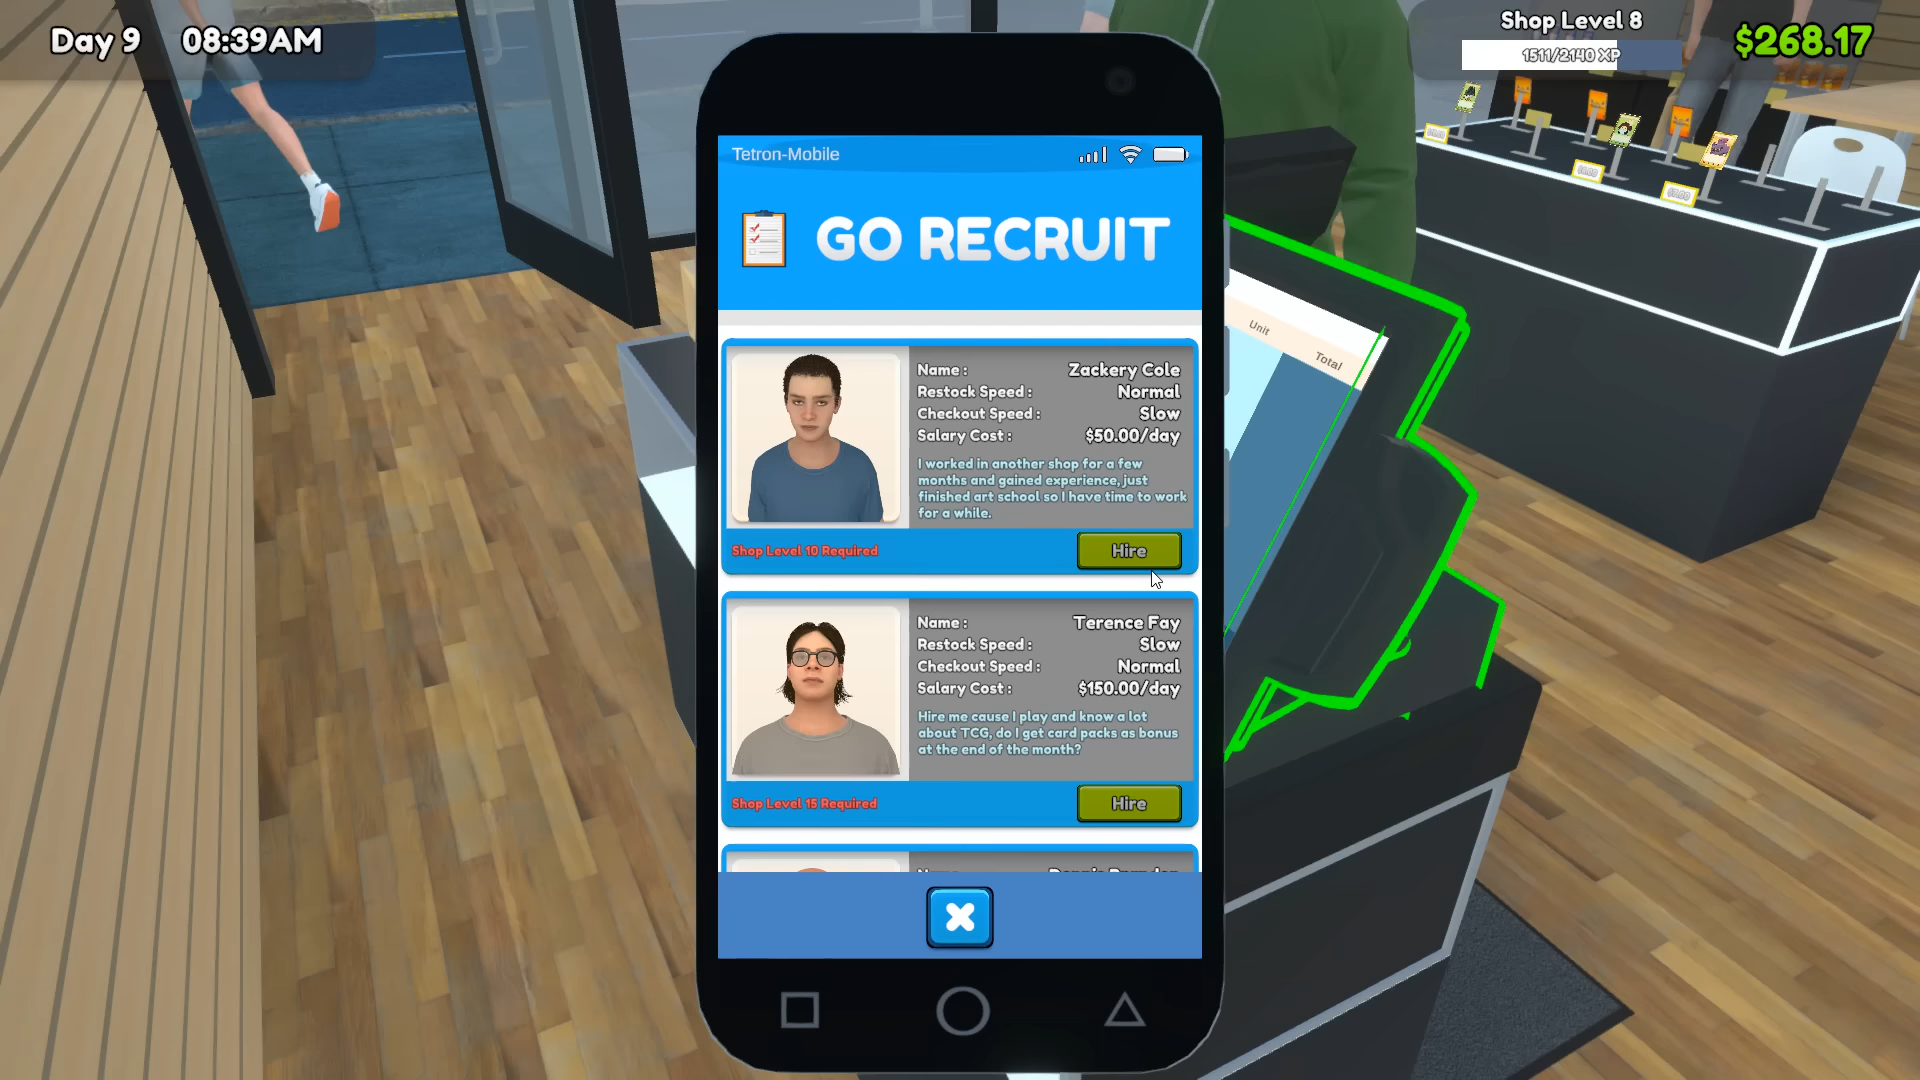 Day 9 08:39AM
Shop Level 8
1511/2140 XP
$268.17
Tetron-Mobile
GO RECRUIT
Name : Zackery Cole
Restock Speed : Normal
Checkout Speed : Slow
Salary Cost : $50.00/day
I worked in another shop for a few
months and gained experience, just
finished art school so I have time to work
for a while.
Shop Level 10 Required
Hire
Name : Terence Fay
Restock Speed : Slow
Checkout Speed : Normal
Salary Cost : $150.00/day
Hire me cause I play and know a lot
about TCG, do I get card packs as bonus
at the end of the month?
Shop Level 15 Required
Hire
Unit
Total